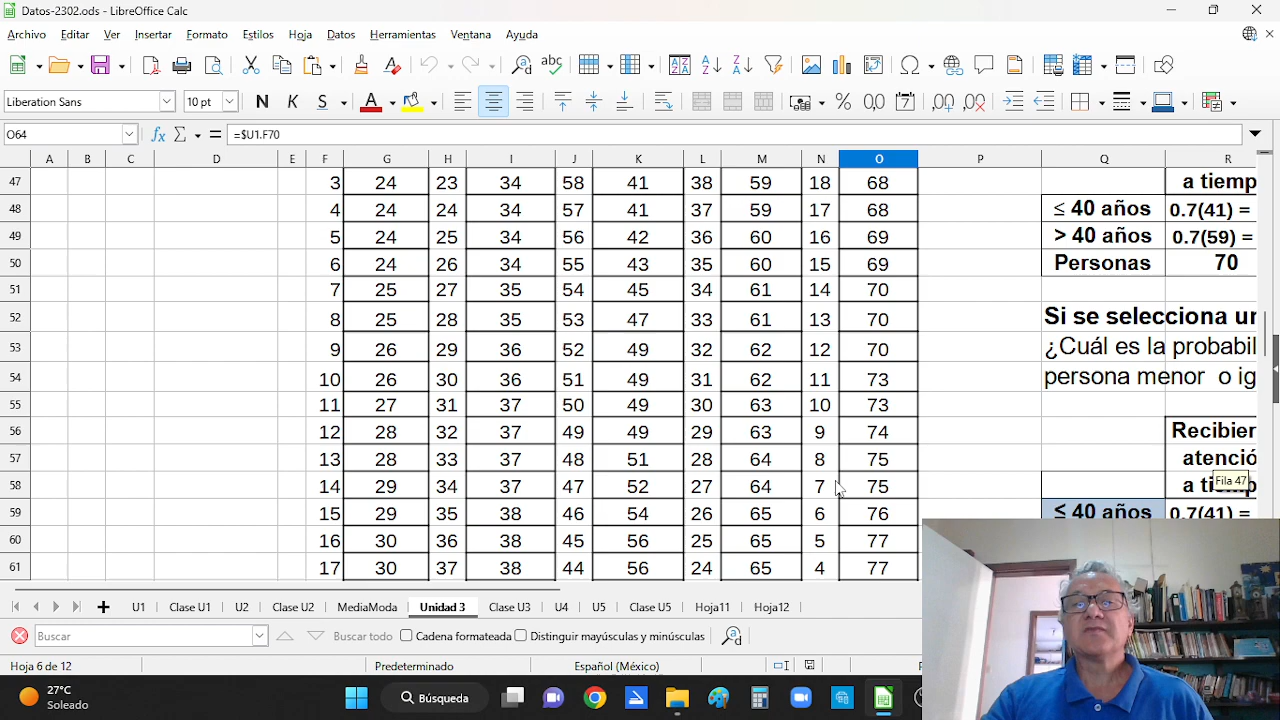 Datos-2302.ods - LibreOffice Calc
Archivo Editar Ver Insertar Formato Estilos Hoja Datos Herramientas Ventana Ayuda
Liberation Sans 10 pt N K S A
O64 =$U1.F70
A B C D E F G H I J K L M N O P Q R
47 3 24 23 34 58 41 38 59 18 68 a tiemp
48 4 24 24 34 57 41 37 59 17 68 ≤ 40 años 0.7(41) =
49 5 24 25 34 56 42 36 60 16 69 > 40 años 0.7(59) =
50 6 24 26 34 55 43 35 60 15 69 Personas 70
51 7 25 27 35 54 45 34 61 14 70
52 8 25 28 35 53 47 33 61 13 70 Si se selecciona ur
53 9 26 29 36 52 49 32 62 12 70 ¿Cuál es la probabil
54 10 26 30 36 51 49 31 62 11 73 persona menor o ig
55 11 27 31 37 50 49 30 63 10 73
56 12 28 32 37 49 49 29 63 9 74 Recibier
57 13 28 33 37 48 51 28 64 8 75 atenció
58 14 29 34 37 47 52 27 64 7 75 a tiemp
Fila 47
59 15 29 35 38 46 54 26 65 6 76 ≤ 40 años 0.7(41) =
60 16 30 36 38 45 56 25 65 5 77
61 17 30 37 38 44 56 24 65 4 77
U1 Clase U1 U2 Clase U2 MediaModa Unidad 3 Clase U3 U4 U5 Clase U5 Hoja11 Hoja12
Buscar Buscar todo Cadena formateada Distinguir mayúsculas y minúsculas
Hoja 6 de 12 Predeterminado Español (México)
27°C
Soleado
Búsqueda